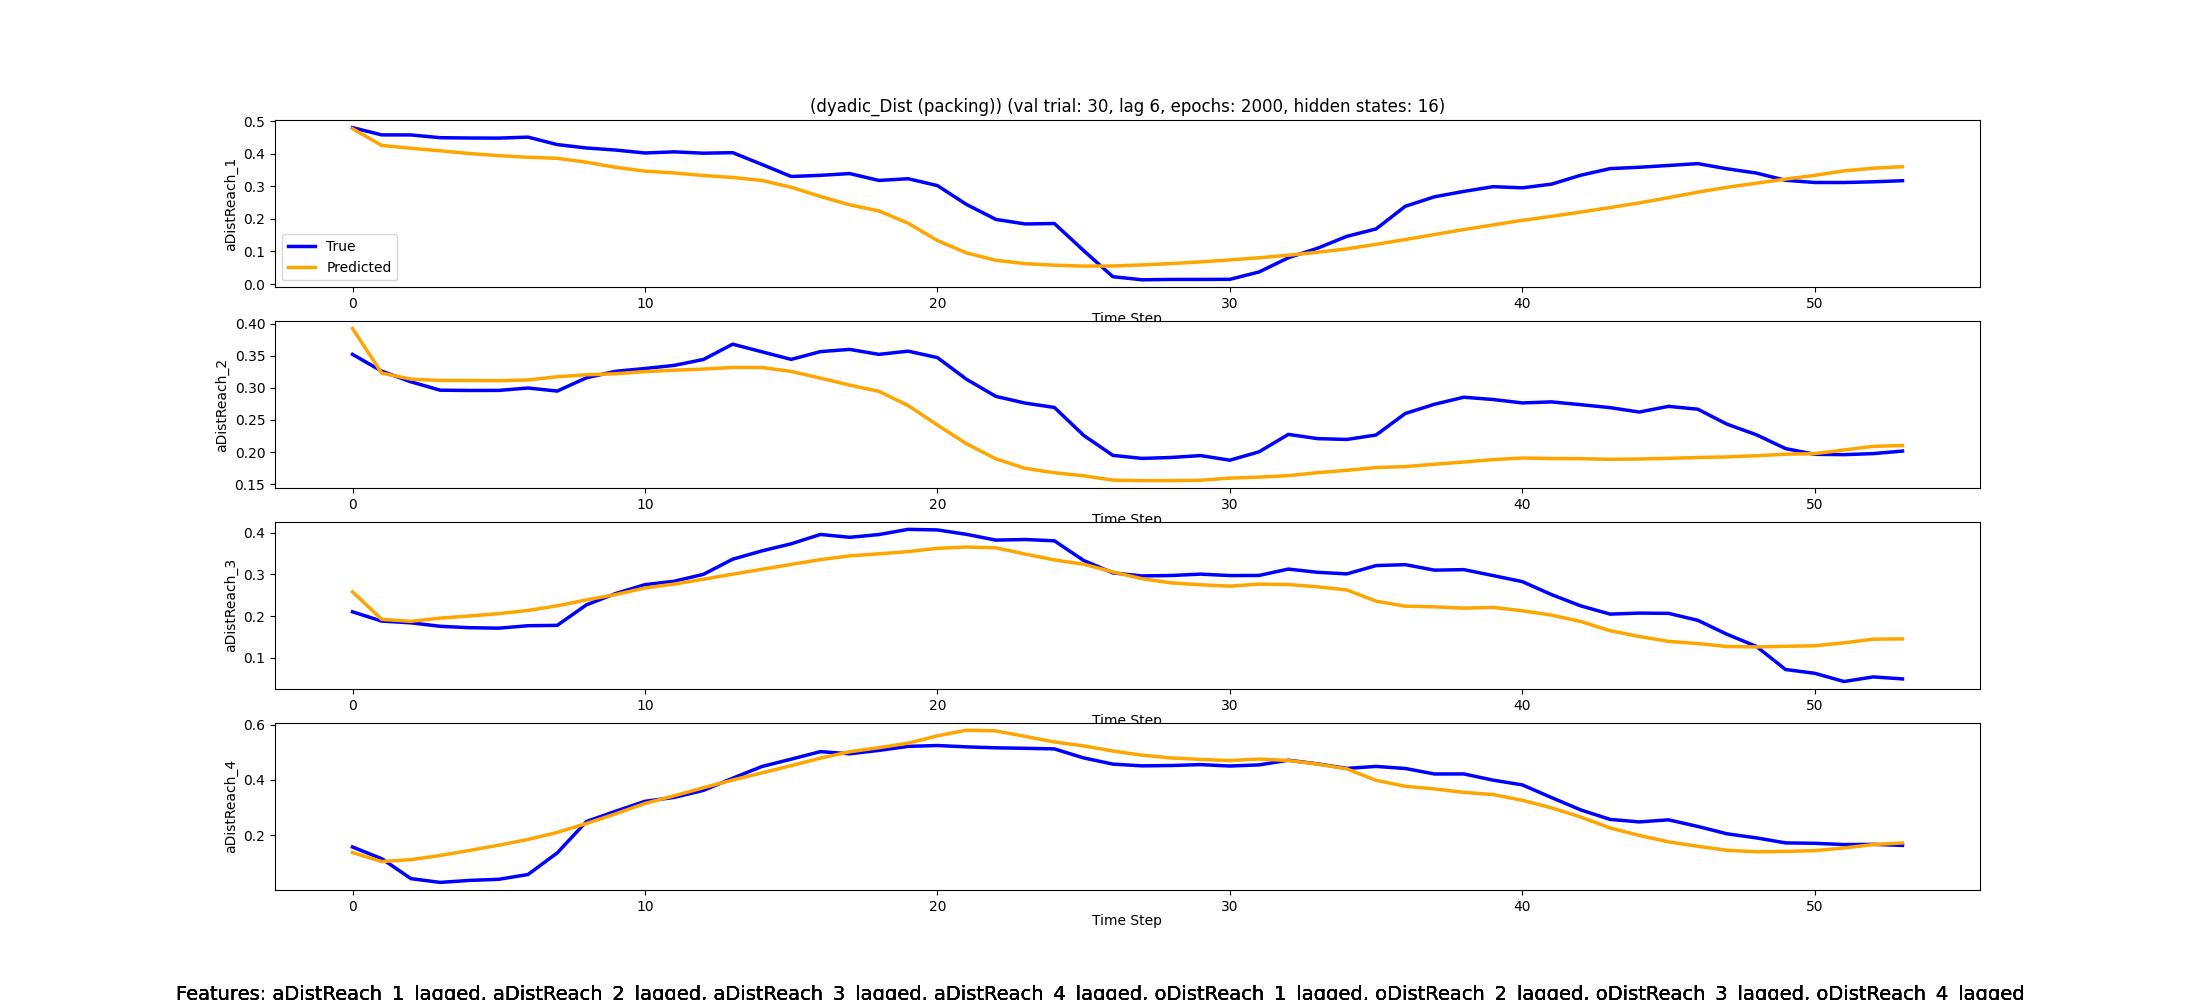 (dyadic_Dist (packing)) (val trial: 30, lag 6, epochs: 2000, hidden states: 16)
0.5
0.4
0.3
0.2
0.1
0.0
aDistReach_1
True
Predicted
0 10 20 30 40 50
Time Step
0.40
0.35
0.30
0.25
0.20
0.15
aDistReach_2
0 10 20 30 40 50
Time Step
0.4
0.3
0.2
0.1
aDistReach_3
0 10 20 30 40 50
Time Step
0.6
0.4
0.2
aDistReach_4
0 10 20 30 40 50
Time Step
Features: aDistReach_1_lagged, aDistReach_2_lagged, aDistReach_3_lagged, aDistReach_4_lagged, oDistReach_1_lagged, oDistReach_2_lagged, oDistReach_3_lagged, oDistReach_4_lagged